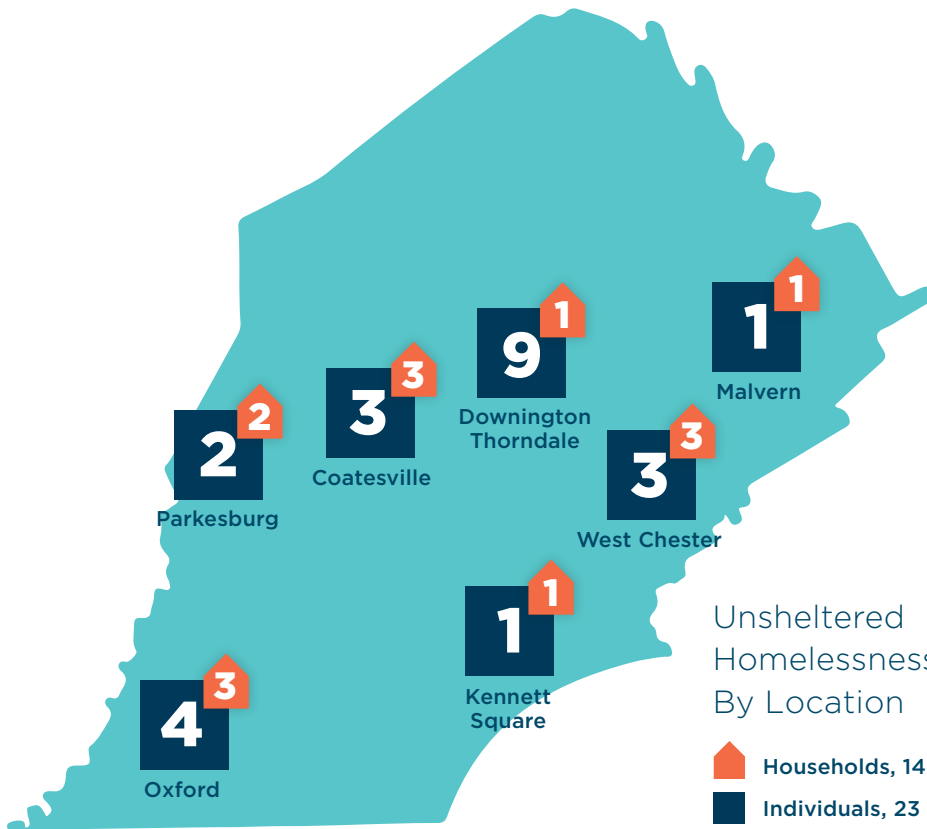 1
1
Malvern
1
9
Downington
Thorndale
3
3
Coatesville
2
2
Parkesburg
3
3
West Chester
1
1
Kennett
Square
3
4
Oxford
Unsheltered
Homelessness
By Location
Households, 14
Individuals, 23